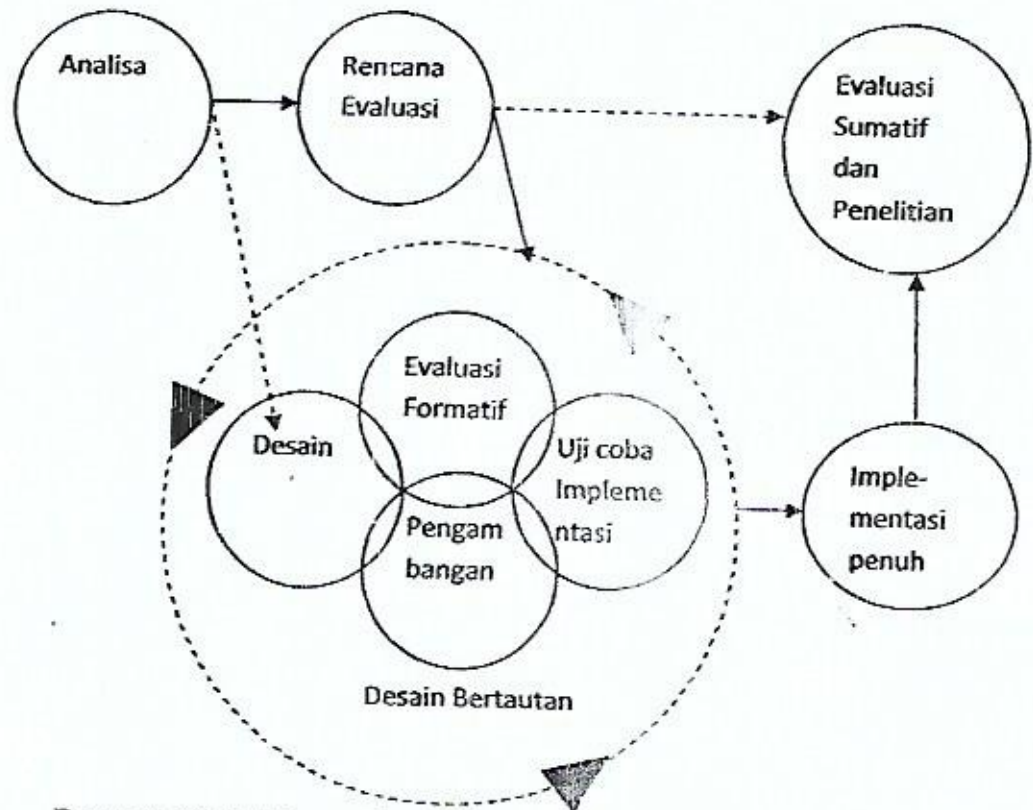 Analisa
Rencana
Evaluasi
Evaluasi
Sumatif
dan
Penelitian
Evaluasi
Formatif
Desain
Uji coba
Impleme
ntasi
Pengam
bangan
Imple-
mentasi
penuh
Desain Bertautan